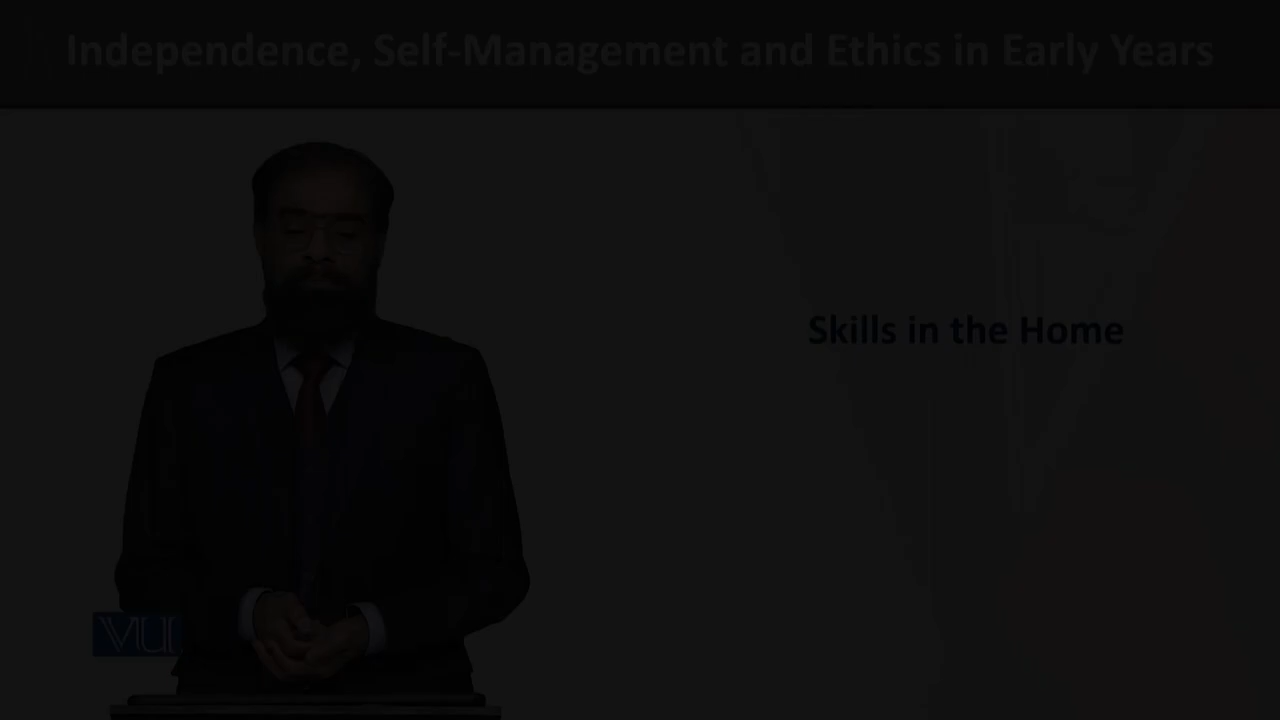 Independence, Self-Management and Ethics in Early Years
Skills in the Home
VU